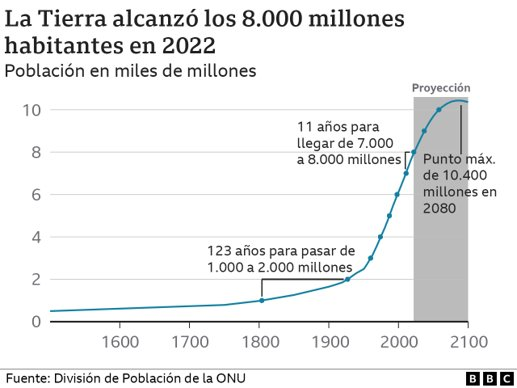 La Tierra alcanzó los 8.000 millones
habitantes en 2022
Población en miles de millones
Proyección
10
8
6
4
2
0
11 años para
llegar de 7.000
a 8.000 millones
Punto máx.
de 10.400
millones en
2080
123 años para pasar de
1.000 a 2.000 millones
1600 1700 1800 1900 2000 2100
Fuente: División de Población de la ONU
BBC